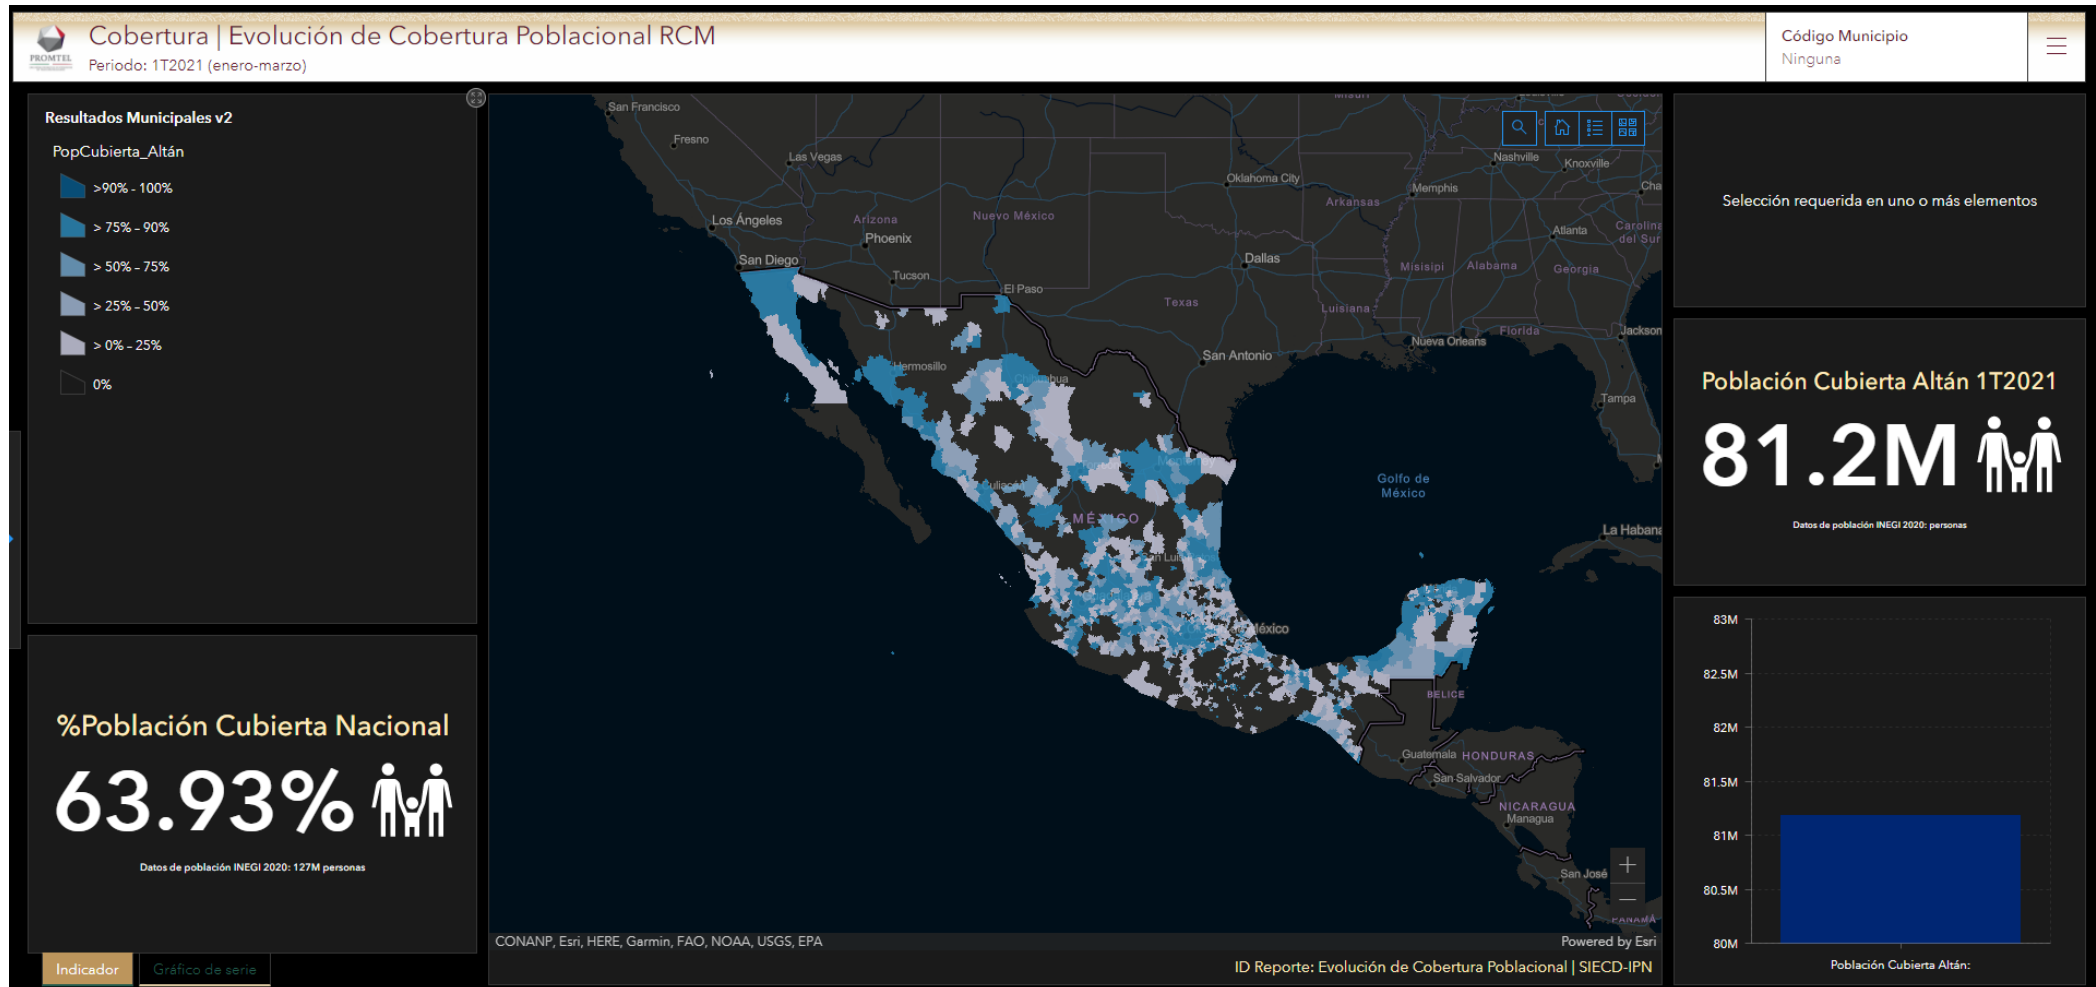 PROMTEL
Cobertura | Evolución de Cobertura Poblacional RCM
Periodo: 1T2021 (enero-marzo)
Código Municipio
Ninguna
Resultados Municipales v2
PopCubierta_Altán
>90% - 100%
> 75% - 90%
> 50% - 75%
> 25% - 50%
> 0% - 25%
0%
%Población Cubierta Nacional
63.93%
Datos de población INEGI 2020: 127M personas
Indicador
Gráfico de serie
San Francisco
Fresno
Las Vegas
Nashville
Knoxville
Oklahoma City
Memphis
Cha
Arkansas
Los Ángeles
Arizona
Nuevo México
Phoenix
Atlanta
Carolina
del Sur
San Diego
Dallas
Misisipi
Alabama
Georgia
Tucson
El Paso
Texas
Luisiana
Florida
Jackson
Nueva Orleans
San Antonio
Hermosillo
Tampa
Golfo de
México
MÉXICO
La Habana
BELICE
Guatemala
HONDURAS
San Salvador
NICARAGUA
Managua
San José
PANAMÁ
CONANP, Esri, HERE, Garmin, FAO, NOAA, USGS, EPA
Powered by Esri
ID Reporte: Evolución de Cobertura Poblacional | SIECD-IPN
Selección requerida en uno o más elementos
Población Cubierta Altán 1T2021
81.2M
Datos de población INEGI 2020: personas
83M
82.5M
82M
81.5M
81M
80.5M
80M
Población Cubierta Altán: